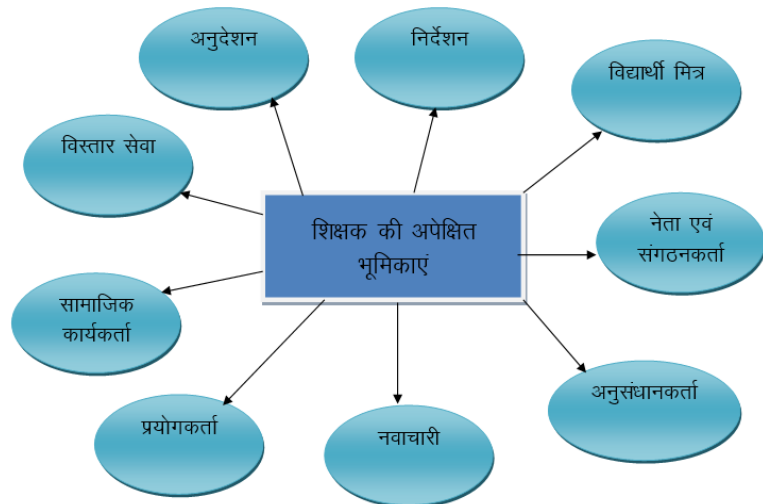 अनुदेशन
निर्देशन
विद्यार्थी मित्र
विस्तार सेवा
शिक्षक की अपेक्षित
भूमिकाएं
नेता एवं
संगठनकर्ता
सामाजिक
कार्यकर्ता
अनुसंधानकर्ता
प्रयोगकर्ता
नवाचारी